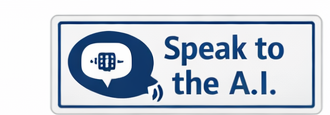 Speak to
the A.I.